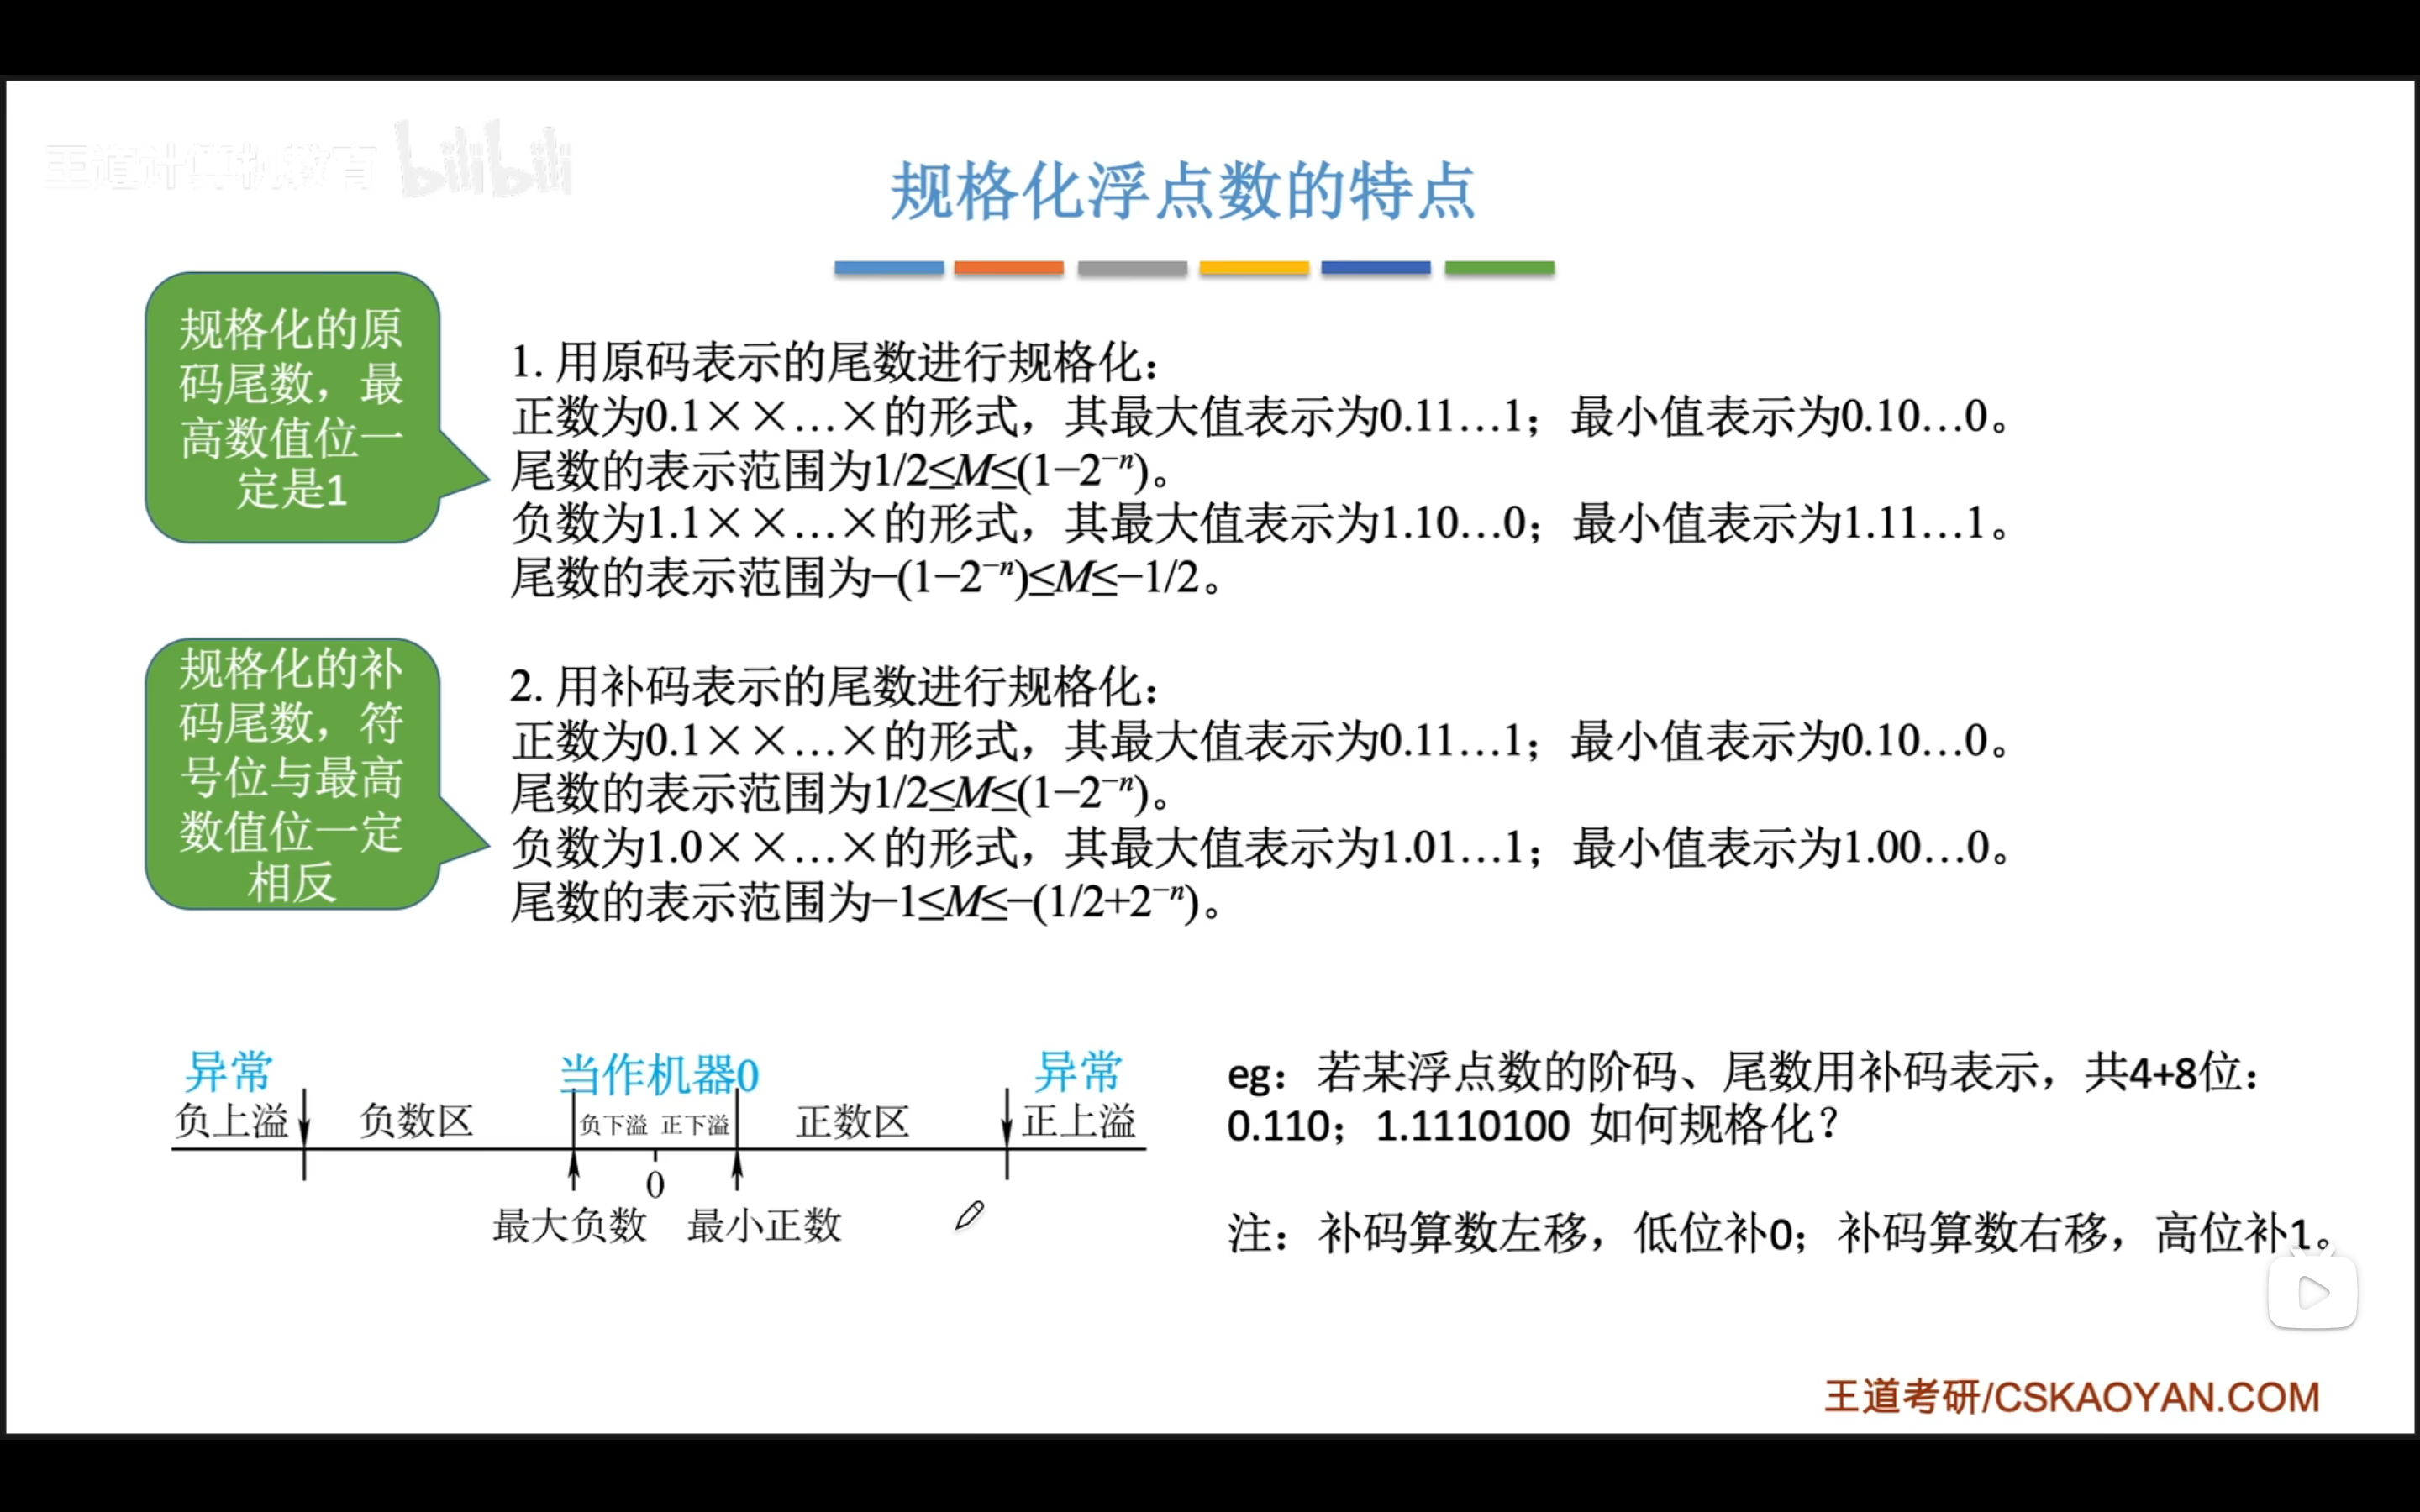 王道计算机教育 bilibili
规格化浮点数的特点
规格化的原
码尾数，最
高数值位一
定是1
1. 用原码表示的尾数进行规格化：
正数为0.1××…×的形式，其最大值表示为0.11…1；最小值表示为0.10…0。
尾数的表示范围为1/2≤M≤(1−2⁻ⁿ)。
负数为1.1××…×的形式，其最大值表示为1.10…0；最小值表示为1.11…1。
尾数的表示范围为−(1−2⁻ⁿ)≤M≤−1/2。
规格化的补
码尾数，符
号位与最高
数值位一定
相反
2. 用补码表示的尾数进行规格化：
正数为0.1××…×的形式，其最大值表示为0.11…1；最小值表示为0.10…0。
尾数的表示范围为1/2≤M≤(1−2⁻ⁿ)。
负数为1.0××…×的形式，其最大值表示为1.01…1；最小值表示为1.00…0。
尾数的表示范围为−1≤M≤−(1/2+2⁻ⁿ)。
异常 当作机器0 异常
负上溢 负数区 负下溢 正下溢 正数区 正上溢
0
最大负数 最小正数
eg：若某浮点数的阶码、尾数用补码表示，共4+8位：
0.110；1.1110100 如何规格化？
注：补码算数左移，低位补0；补码算数右移，高位补1。
王道考研/CSKAOYAN.COM